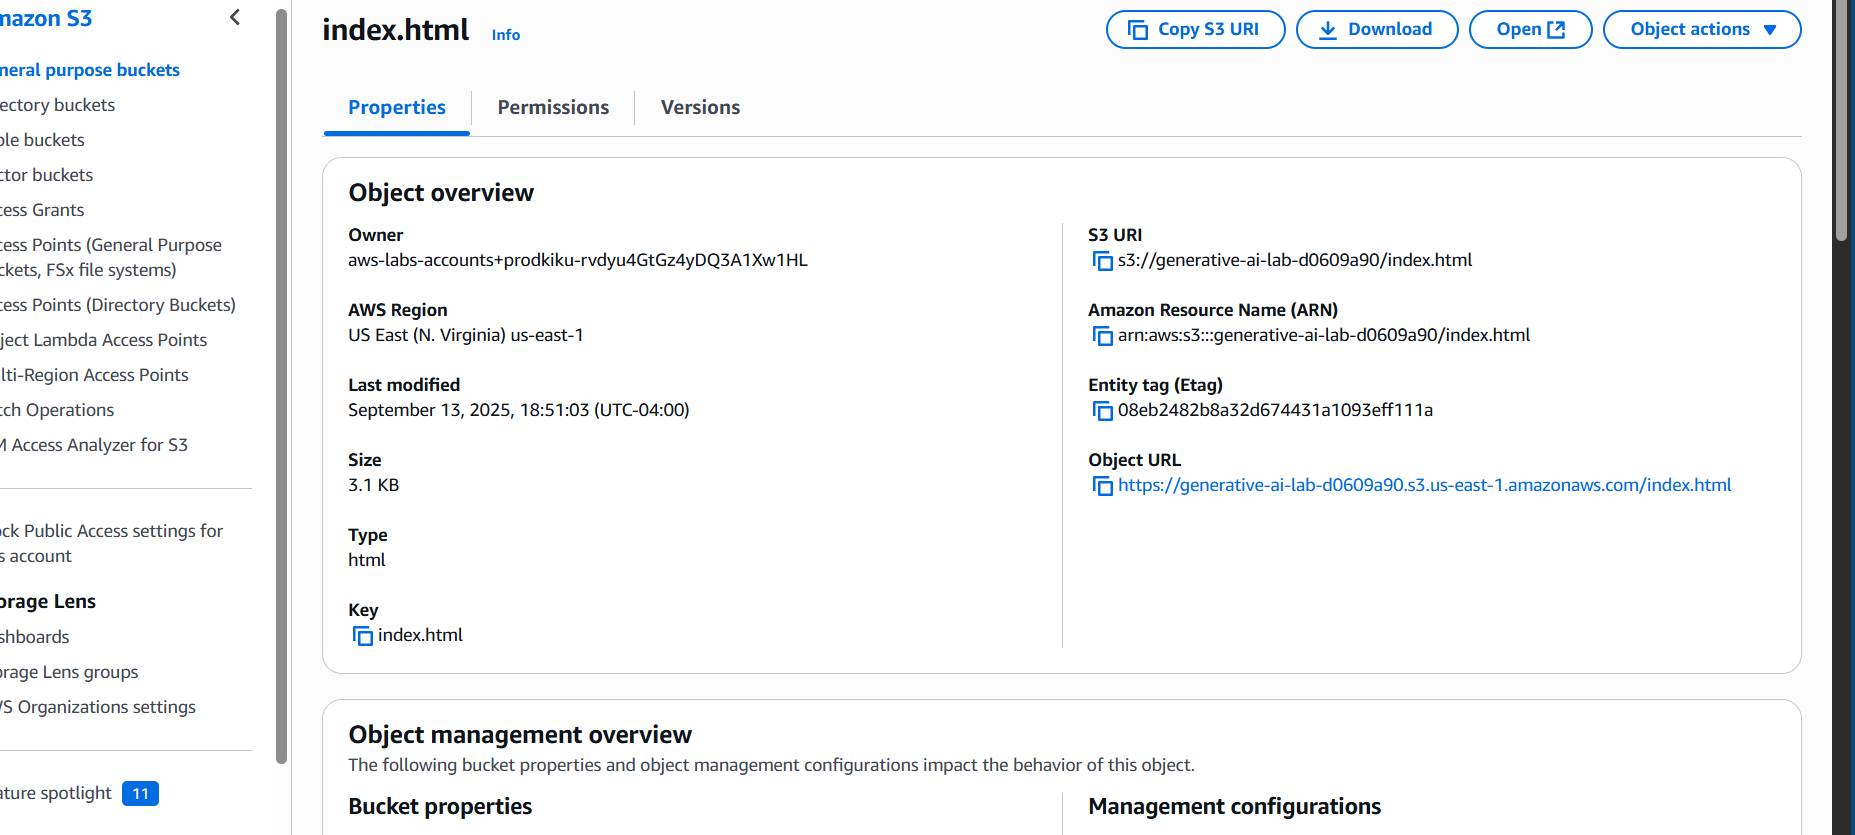 mazon S3
index.html Info
Copy S3 URI
Download
Open
Object actions
neral purpose buckets
ectory buckets
ble buckets
ctor buckets
cess Grants
cess Points (General Purpose
ckets, FSx file systems)
cess Points (Directory Buckets)
ject Lambda Access Points
lti-Region Access Points
tch Operations
M Access Analyzer for S3
ock Public Access settings for
s account
orage Lens
shboards
orage Lens groups
VS Organizations settings
ature spotlight 11
Properties
Permissions
Versions
Object overview
Owner
aws-labs-accounts+prodkiku-rvdyu4GtGz4yDQ3A1Xw1HL
AWS Region
US East (N. Virginia) us-east-1
Last modified
September 13, 2025, 18:51:03 (UTC-04:00)
Size
3.1 KB
Type
html
Key
index.html
S3 URI
s3://generative-ai-lab-d0609a90/index.html
Amazon Resource Name (ARN)
arn:aws:s3:::generative-ai-lab-d0609a90/index.html
Entity tag (Etag)
08eb2482b8a32d674431a1093eff111a
Object URL
https://generative-ai-lab-d0609a90.s3.us-east-1.amazonaws.com/index.html
Object management overview
The following bucket properties and object management configurations impact the behavior of this object.
Bucket properties
Management configurations